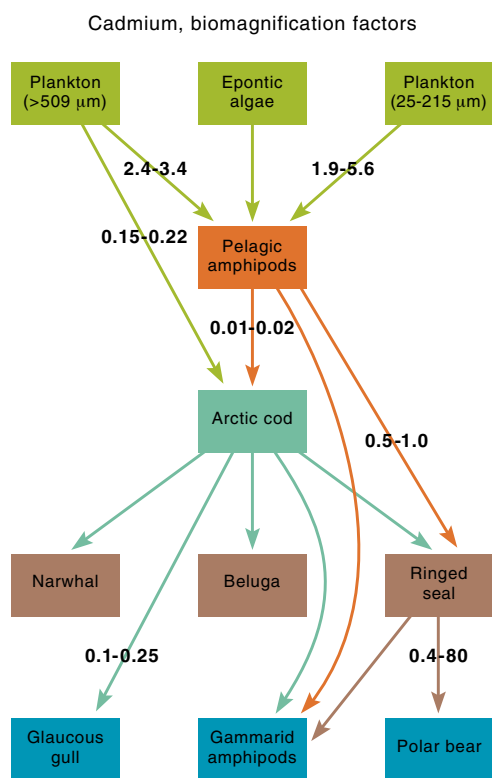 Cadmium, biomagnification factors
Plankton
(>509 µm)
Epontic
algae
Plankton
(25-215 µm)
2.4-3.4
1.9-5.6
0.15-0.22
Pelagic
amphipods
0.01-0.02
Arctic cod
0.5-1.0
Narwhal
Beluga
Ringed
seal
0.1-0.25
0.4-80
Glaucous
gull
Gammarid
amphipods
Polar bear